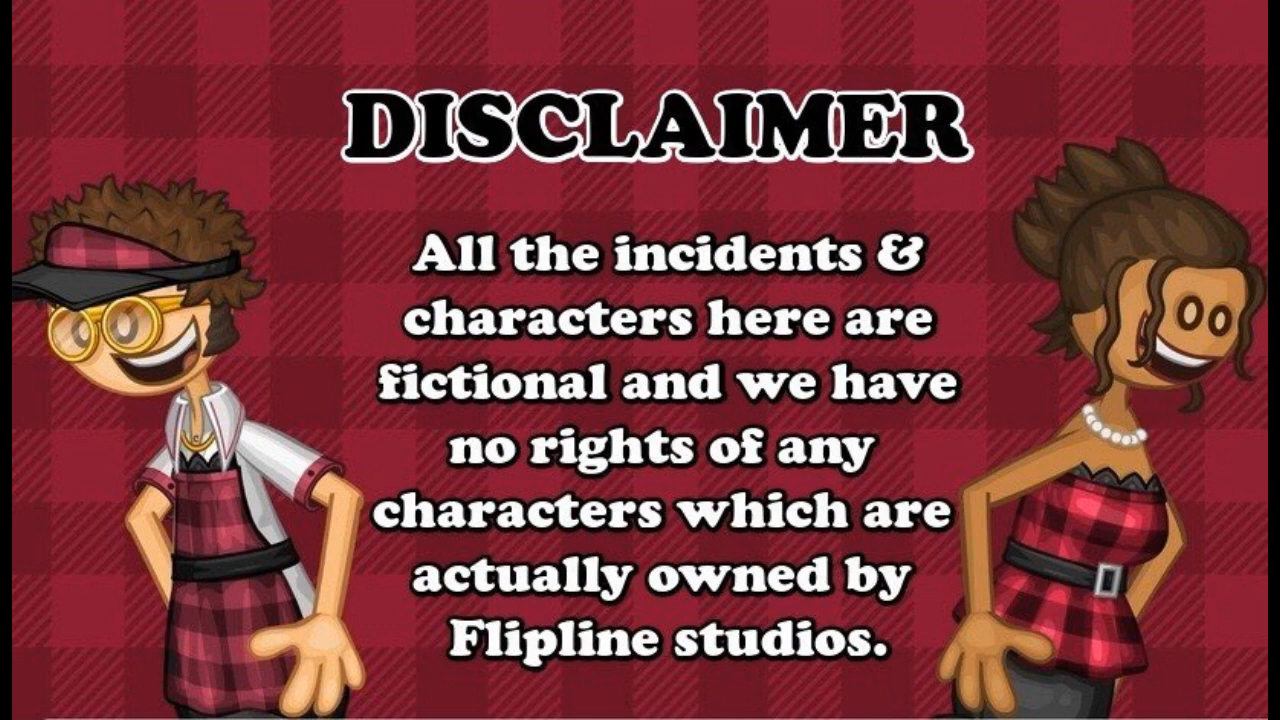 DISCLAIMER
All the incidents &
characters here are
fictional and we have
no rights of any
characters which are
actually owned by
Flipline studios.